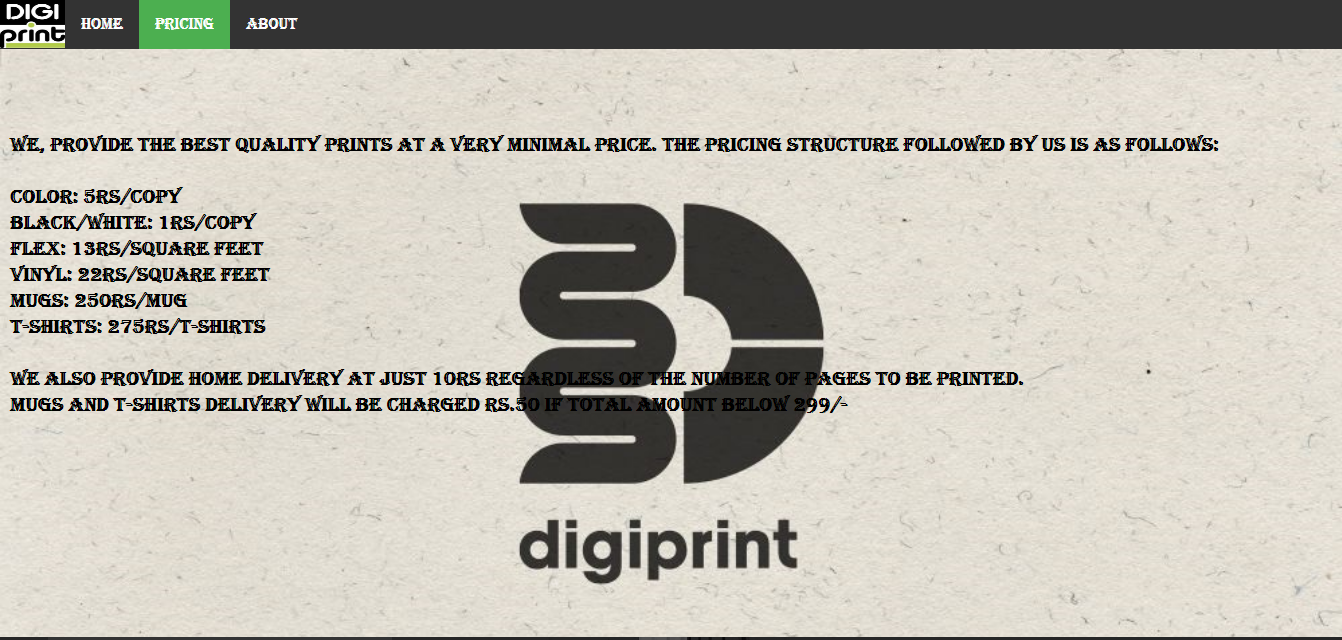 DIGI
print
HOME PRICING ABOUT
WE, PROVIDE THE BEST QUALITY PRINTS AT A VERY MINIMAL PRICE. THE PRICING STRUCTURE FOLLOWED BY US IS AS FOLLOWS:
COLOR: 5RS/COPY
BLACK/WHITE: 1RS/COPY
FLEX: 13RS/SQUARE FEET
VINYL: 22RS/SQUARE FEET
MUGS: 250RS/MUG
T-SHIRTS: 275RS/T-SHIRTS
WE ALSO PROVIDE HOME DELIVERY AT JUST 10RS REGARDLESS OF THE NUMBER OF PAGES TO BE PRINTED.
MUGS AND T-SHIRTS DELIVERY WILL BE CHARGED RS.50 IF TOTAL AMOUNT BELOW 299/-
digiprint